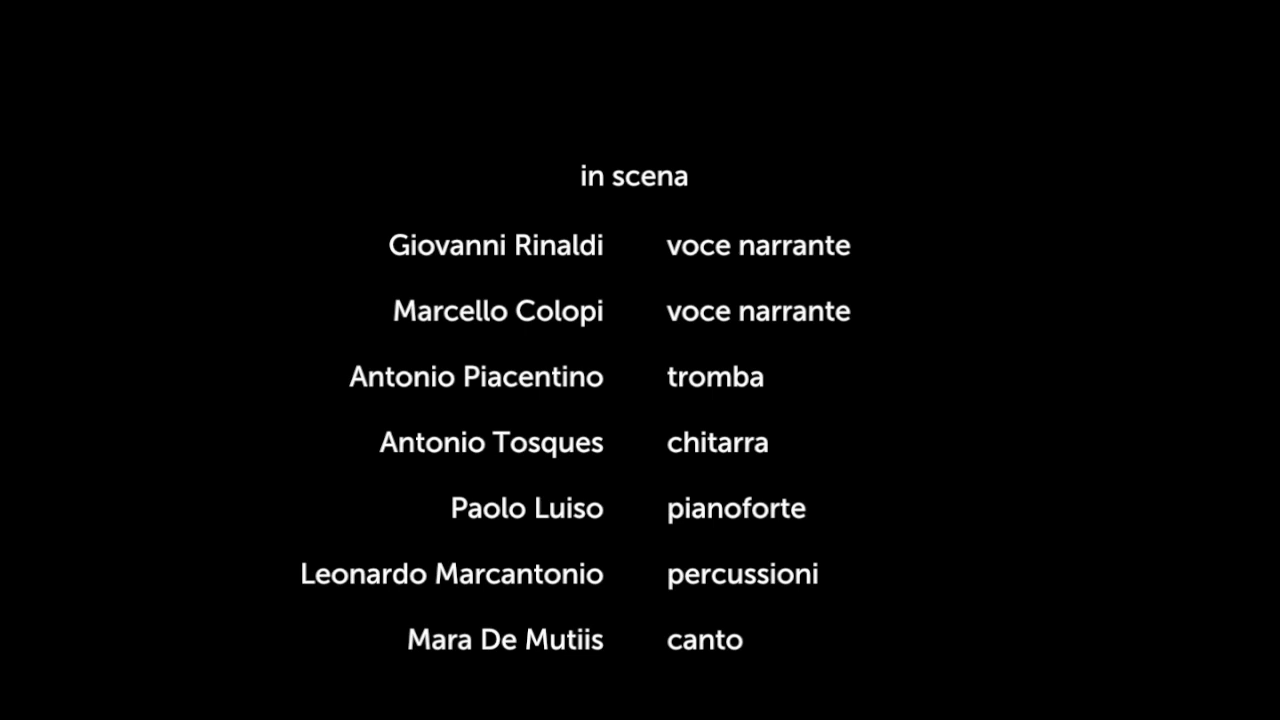 in scena
Giovanni Rinaldi voce narrante
Marcello Colopi voce narrante
Antonio Piacentino tromba
Antonio Tosques chitarra
Paolo Luiso pianoforte
Leonardo Marcantonio percussioni
Mara De Mutiis canto